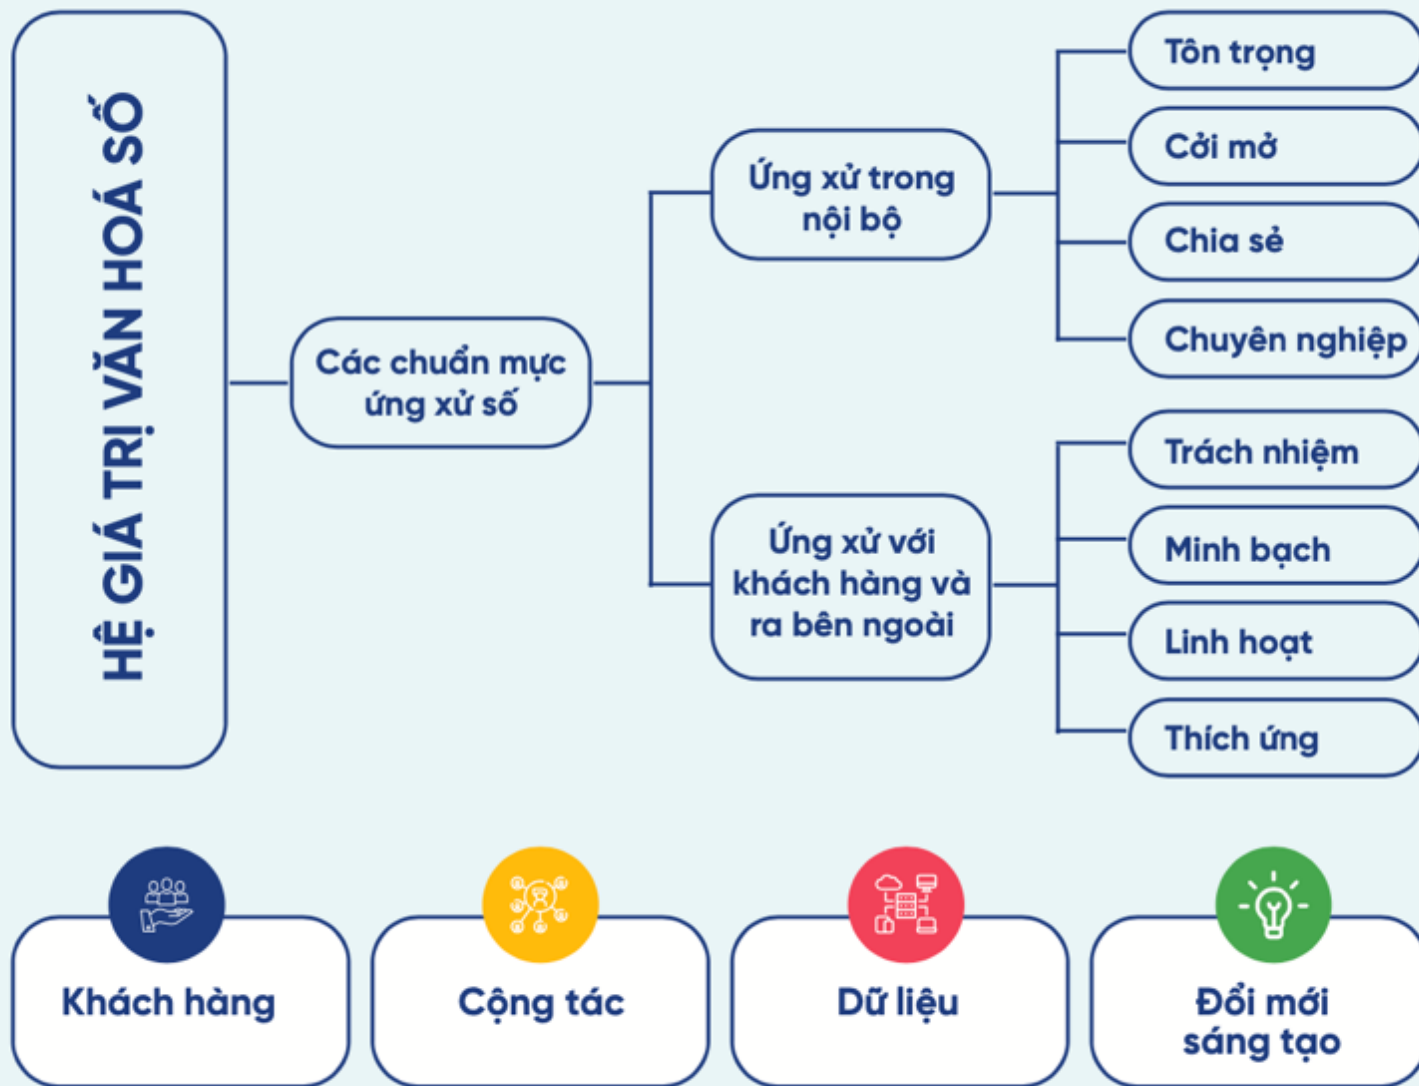 HỆ GIÁ TRỊ VĂN HOÁ SỐ
Các chuẩn mực
ứng xử số
Ứng xử trong
nội bộ
Tôn trọng
Cởi mở
Chia sẻ
Chuyên nghiệp
Ứng xử với
khách hàng và
ra bên ngoài
Trách nhiệm
Minh bạch
Linh hoạt
Thích ứng
Khách hàng
Cộng tác
Dữ liệu
Đổi mới
sáng tạo